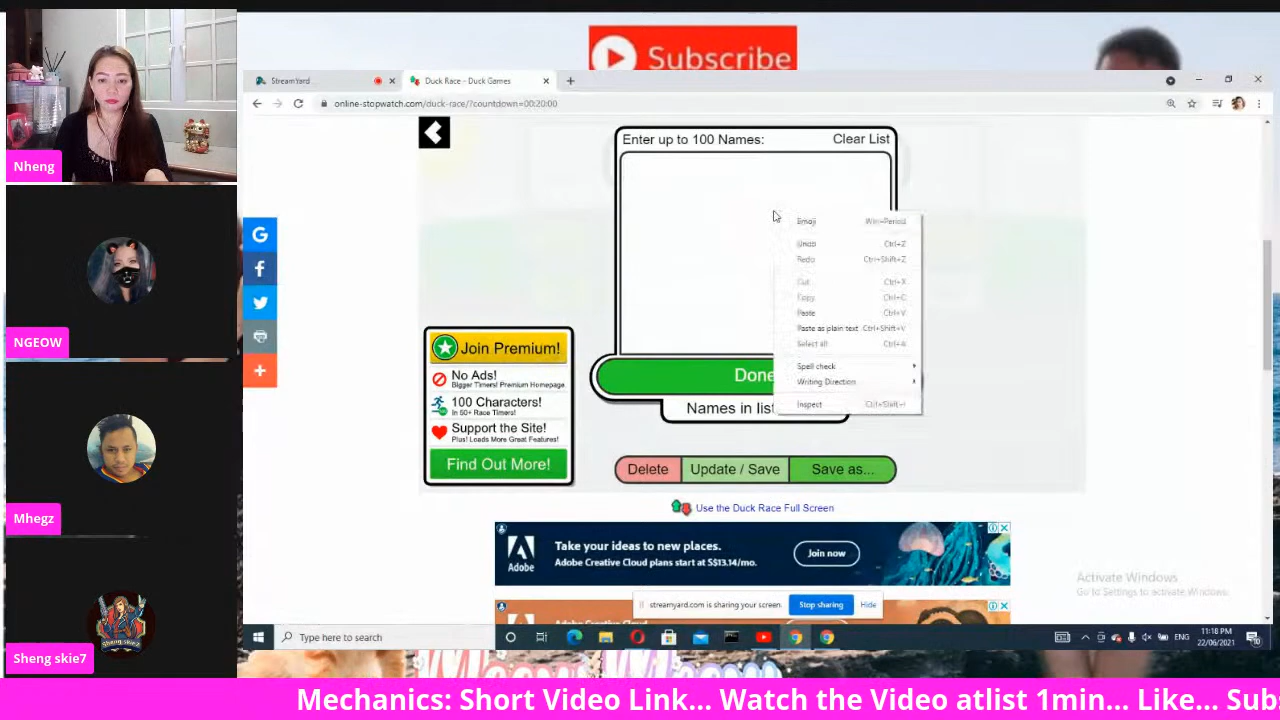 Subscribe
StreamYard
Duck Race - Duck Games
online-stopwatch.com/duck-race/?countdown=00:20:00
Nheng
NGEOW
Mhegz
Sheng skie7
Enter up to 100 Names:
Clear List
Emoji Win+Period
Undo Ctrl+Z
Redo Ctrl+Shift+Z
Cut Ctrl+X
Copy Ctrl+C
Paste Ctrl+V
Paste as plain text Ctrl+Shift+V
Select all Ctrl+A
Spell check
Writing Direction
Inspect Ctrl+Shift+I
Done
Names in list
Join Premium!
No Ads!
Bigger Timers! Premium Homepage.
100 Characters!
In 50+ Race Timers!
Support the Site!
Plus! Loads More Great Features!
Find Out More!
Delete
Update / Save
Save as...
Use the Duck Race Full Screen
Adobe
Take your ideas to new places.
Adobe Creative Cloud plans start at S$13.14/mo.
Join now
streamyard.com is sharing your screen.
Stop sharing
Hide
Activate Windows
Go to Settings to activate Windows.
Type here to search
ENG
11:18 PM
22/06/2021
Mechanics: Short Video Link... Watch the Video atlist 1min... Like... Subs